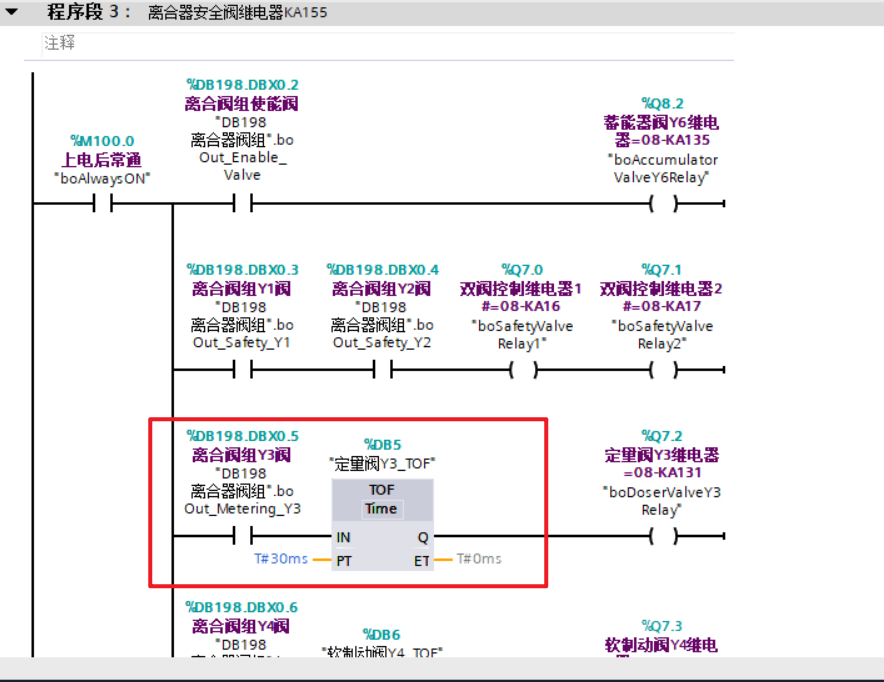 程序段 3： 离合器安全阀继电器KA155
注释
%DB198.DBX0.2
离合阀组使能阀
"DB198
离合器阀组".bo
Out_Enable_
Valve
%M100.0
上电后常通
"boAlwaysON"
%Q8.2
蓄能器阀Y6继电
器=08-KA135
"boAccumulator
ValveY6Relay"
%DB198.DBX0.3
离合阀组Y1阀
"DB198
离合器阀组".bo
Out_Safety_Y1
%DB198.DBX0.4
离合阀组Y2阀
"DB198
离合器阀组".bo
Out_Safety_Y2
%Q7.0
双阀控制继电器1
#=08-KA16
"boSafetyValve
Relay1"
%Q7.1
双阀控制继电器2
#=08-KA17
"boSafetyValve
Relay2"
%DB198.DBX0.5
离合阀组Y3阀
"DB198
离合器阀组".bo
Out_Metering_Y3
%DB5
"定量阀Y3_TOF"
TOF
Time
IN Q
T#30ms PT ET T#0ms
%Q7.2
定量阀Y3继电器
=08-KA131
"boDoserValveY3
Relay"
%DB198.DBX0.6
离合阀组Y4阀
"DB198
%DB6
"软制动阀Y4_TOF"
%Q7.3
软制动阀Y4继电